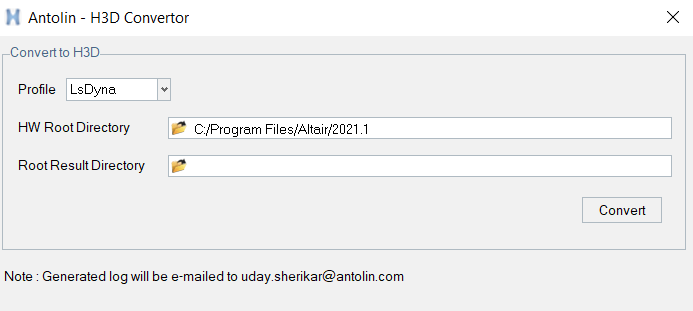 Antolin - H3D Convertor
Convert to H3D
Profile LsDyna
HW Root Directory C:/Program Files/Altair/2021.1
Root Result Directory
Convert
Note : Generated log will be e-mailed to uday.sherikar@antolin.com